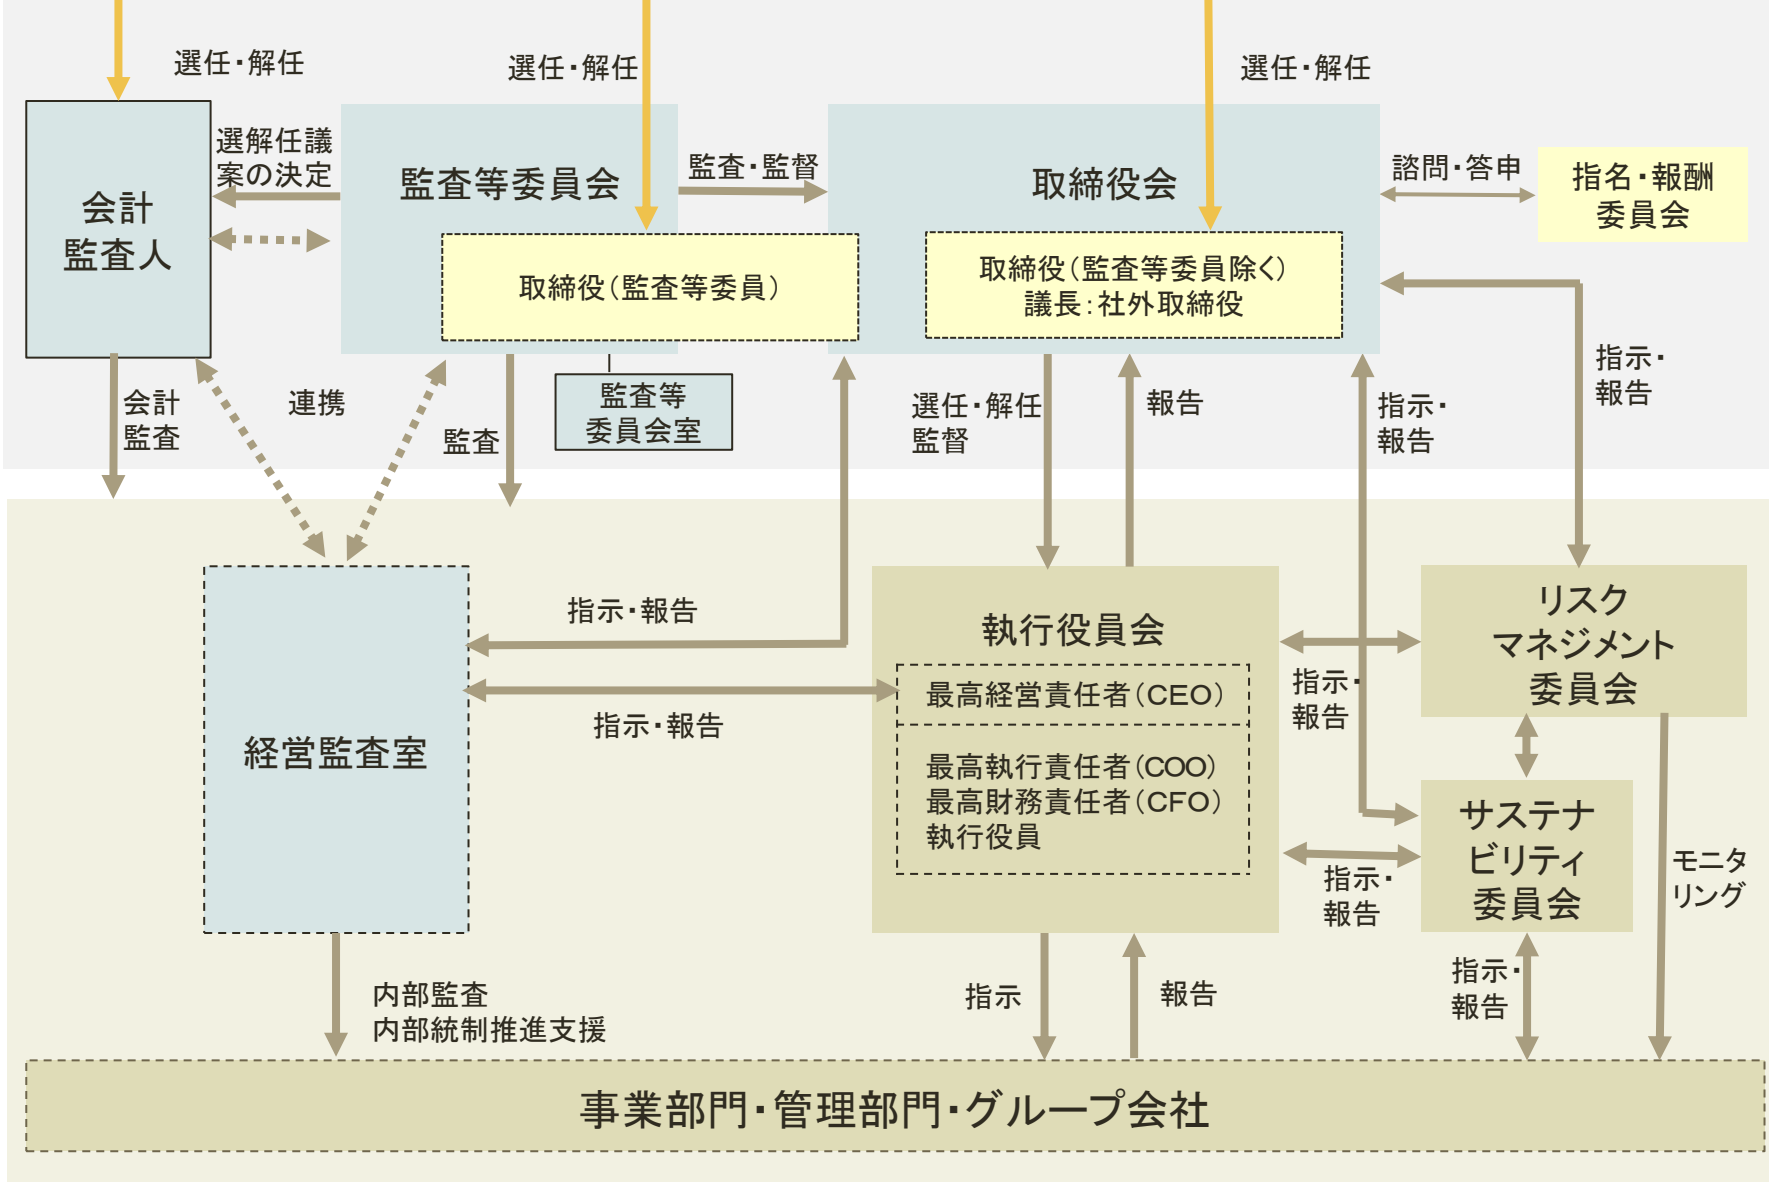 選任・解任
選任・解任
選任・解任
選解任議
案の決定
会計
監査人
監査等委員会
監査・監督
取締役会
諮問・答申
指名・報酬
委員会
取締役（監査等委員）
取締役（監査等委員除く）
議長：社外取締役
監査等
委員会室
会計
監査
連携
監査
選任・解任
監督
報告
指示・
報告
指示・
報告
指示・報告
指示・報告
経営監査室
執行役員会
最高経営責任者（CEO）
最高執行責任者（COO）
最高財務責任者（CFO）
執行役員
指示・
報告
リスク
マネジメント
委員会
サステナ
ビリティ
委員会
指示・
報告
モニタ
リング
内部監査
内部統制推進支援
指示
報告
指示・
報告
事業部門・管理部門・グループ会社